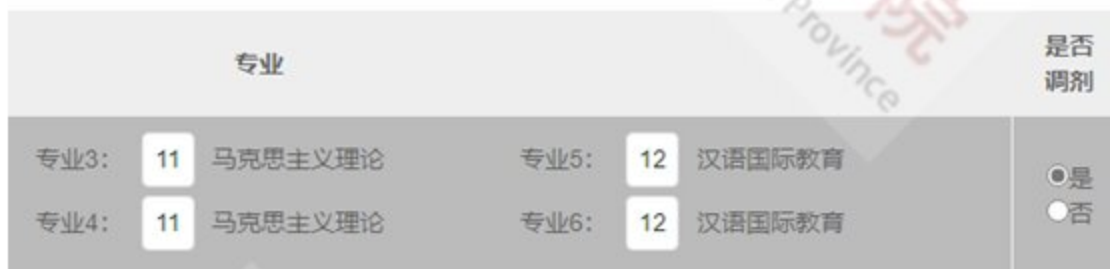 院
Province
专业
是否
调剂
专业3: 11 马克思主义理论 专业5: 12 汉语国际教育
是
专业4: 11 马克思主义理论 专业6: 12 汉语国际教育
否